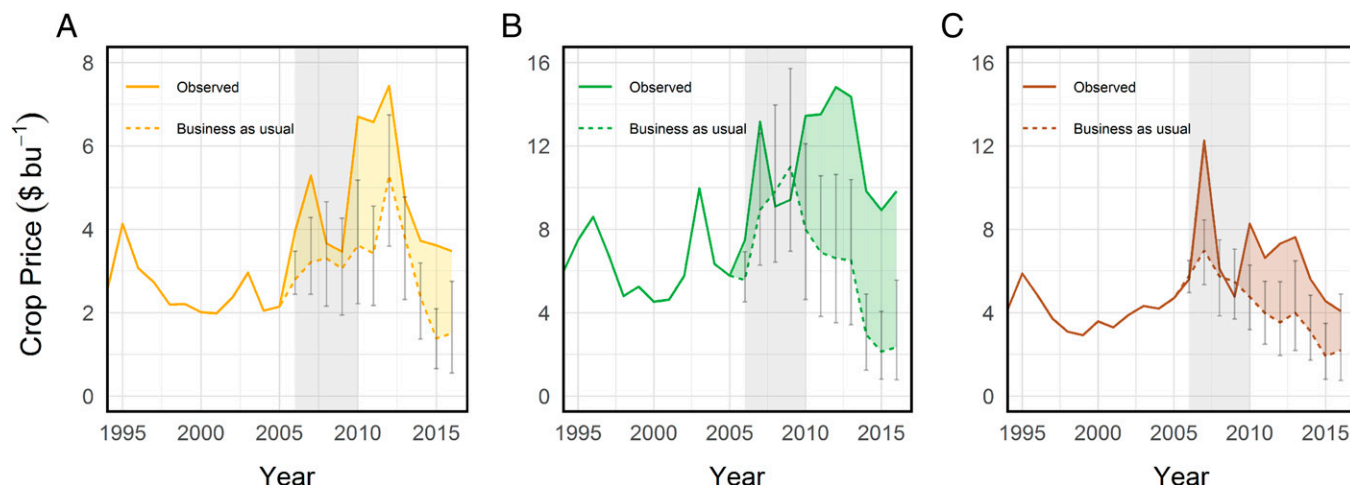 A
B
C
Crop Price ($ bu⁻¹)
8
6
4
2
0
Observed
Business as usual
1995 2000 2005 2010 2015
Year
16
12
8
4
0
Observed
Business as usual
1995 2000 2005 2010 2015
Year
16
12
8
4
0
Observed
Business as usual
1995 2000 2005 2010 2015
Year